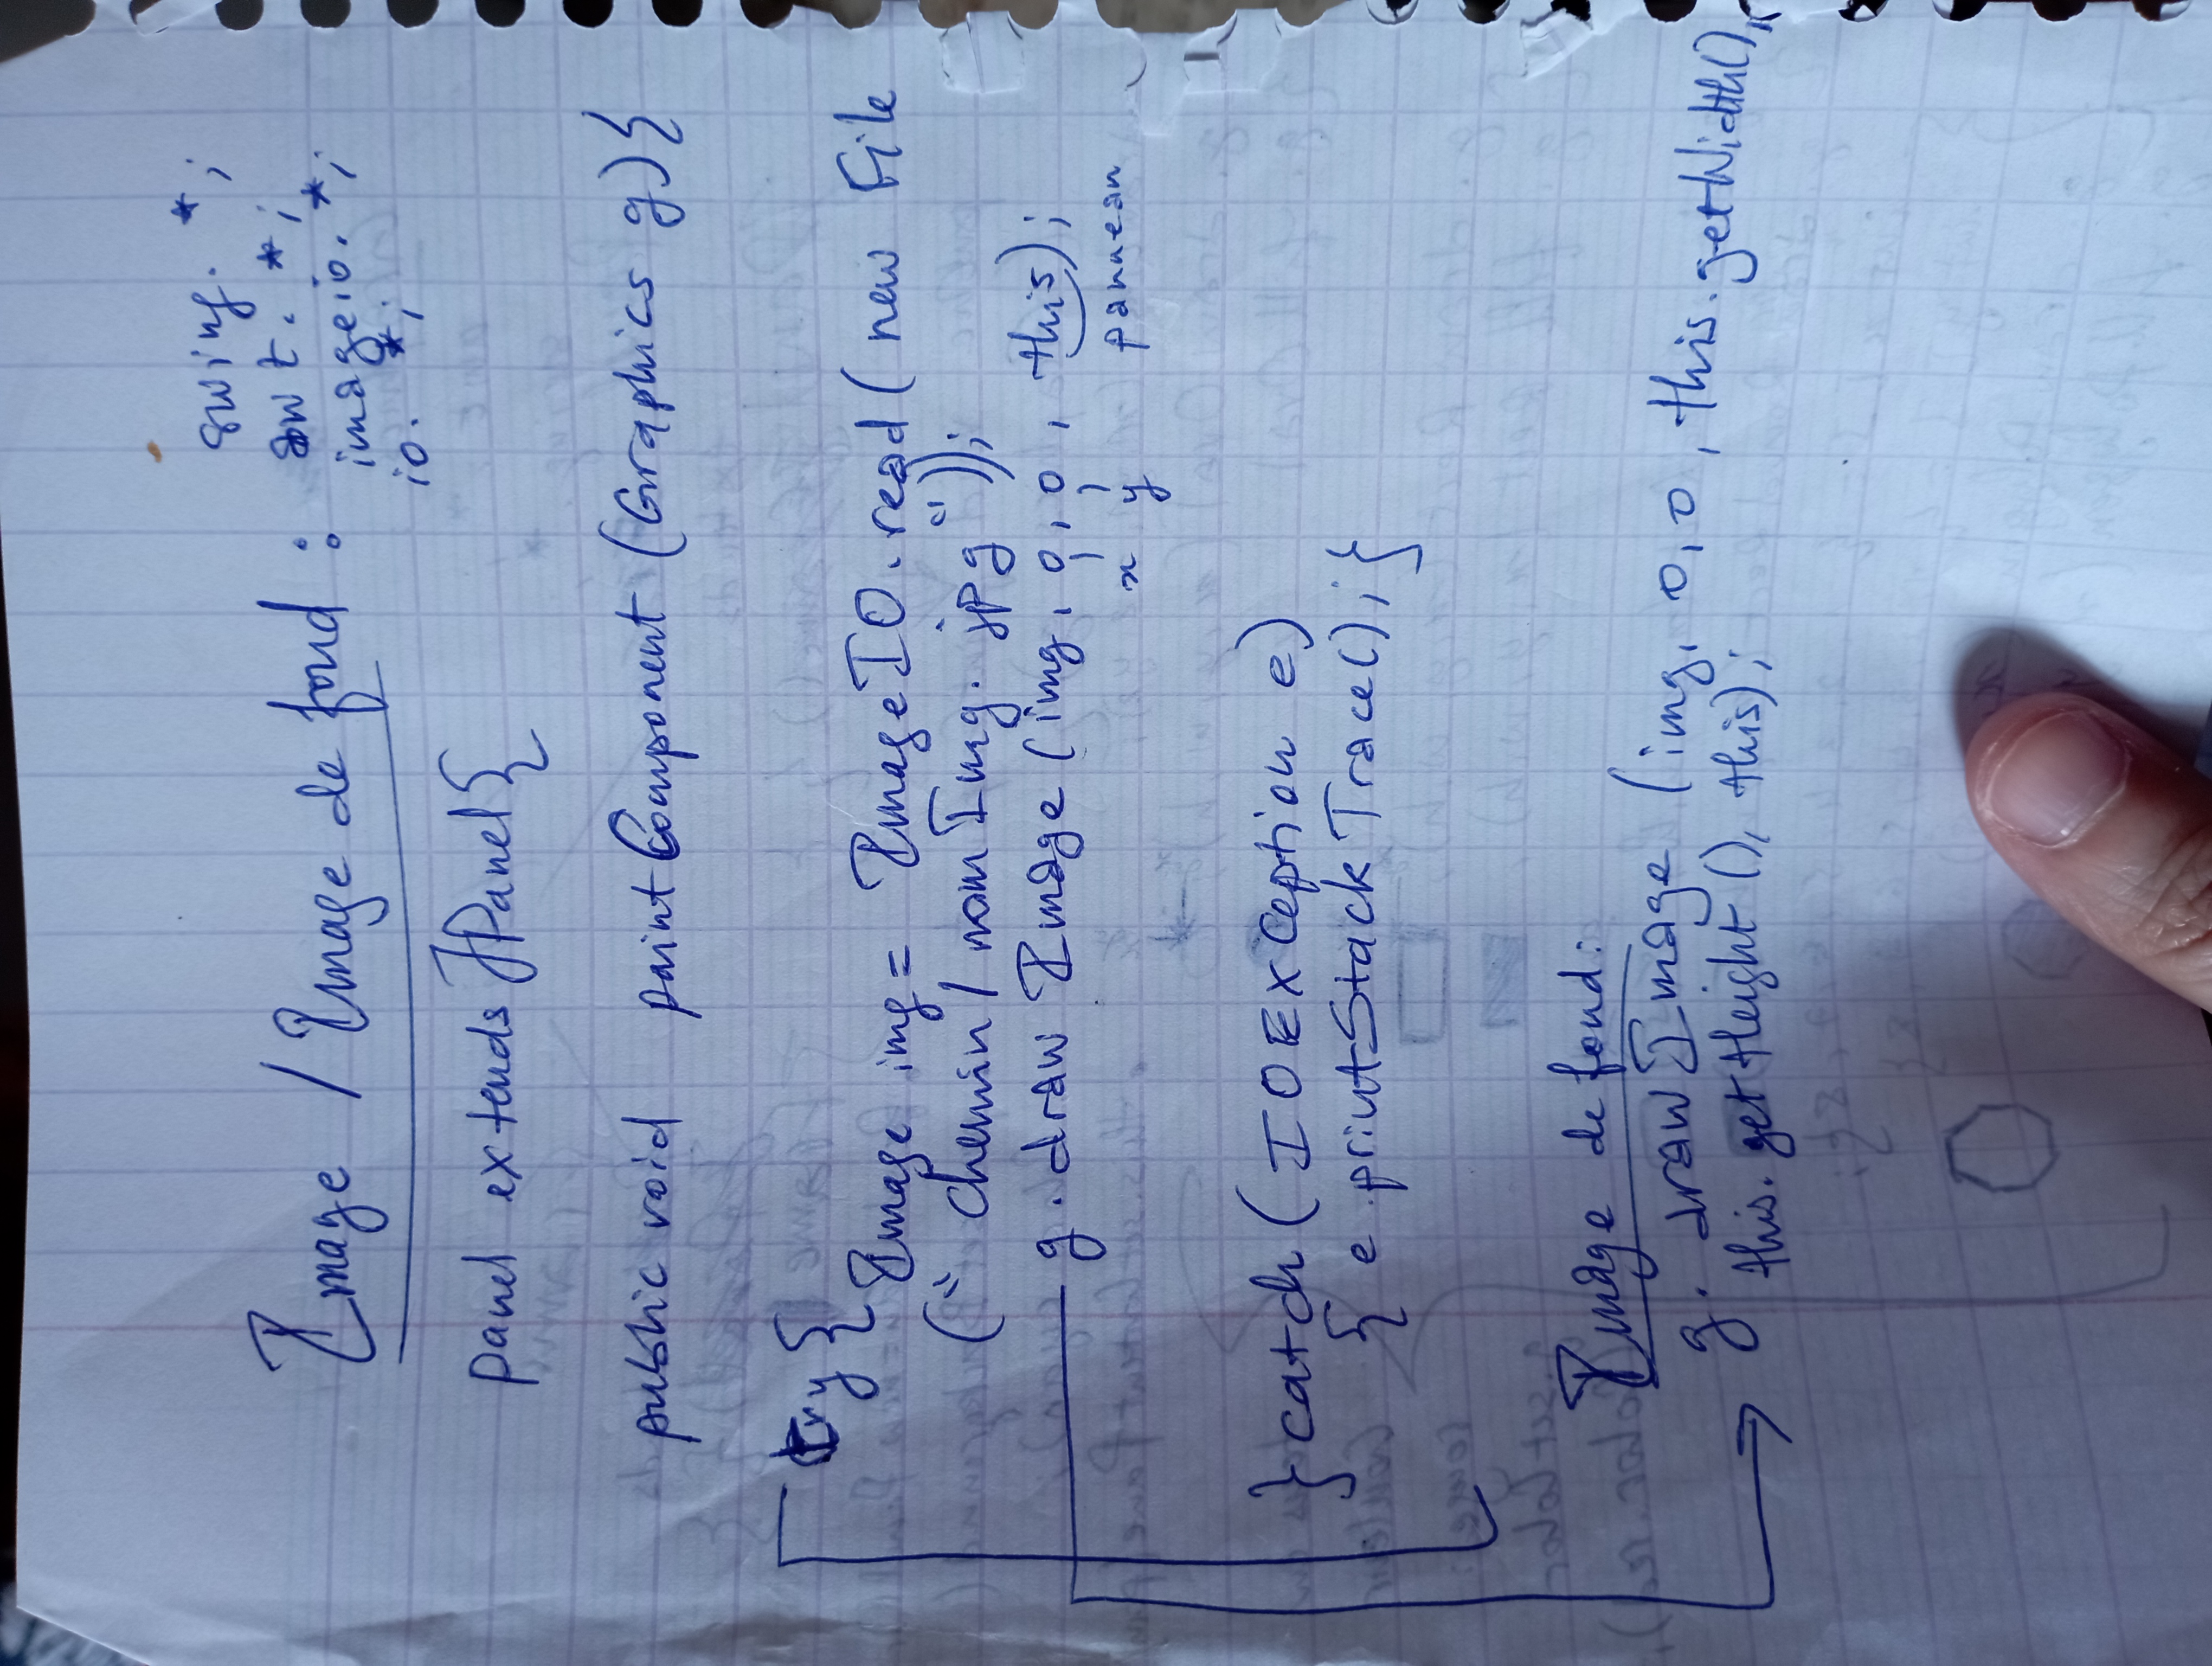 swing. *;
awt. *;
imageio. *;
io. *;
Image / Image de fond :
panel extends JPanel {
public void paintComponent (Graphics g) {
try {
Image img = ImageIO.read ( new File
(" chemin / nomImg. jpg "));
g. draw Image (img, 0, 0, this);
x y panneau
} catch ( IOEXception e)
{ e.printStackTrace(); }
Image de fond :
g. drawImage (img, 0, 0, this.getWidth(),
this.getHeight (), this);